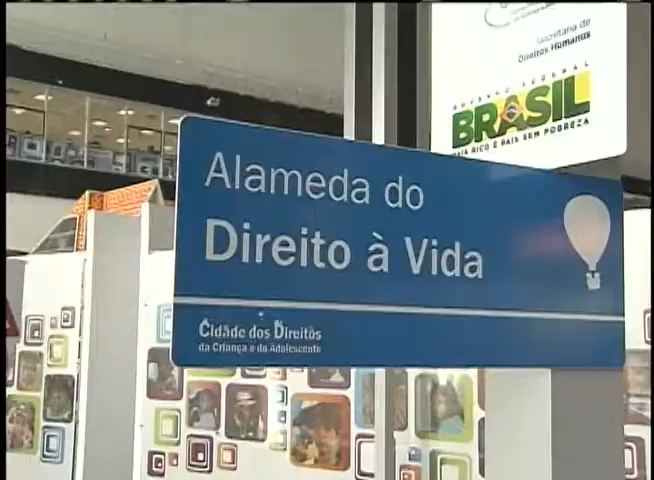 Secretaria de
Direitos Humanos
GOVERNO FEDERAL
BRASIL
PAÍS RICO É PAÍS SEM POBREZA
Alameda do
Direito à Vida
Cidade dos Direitos
da Criança e do Adolescente